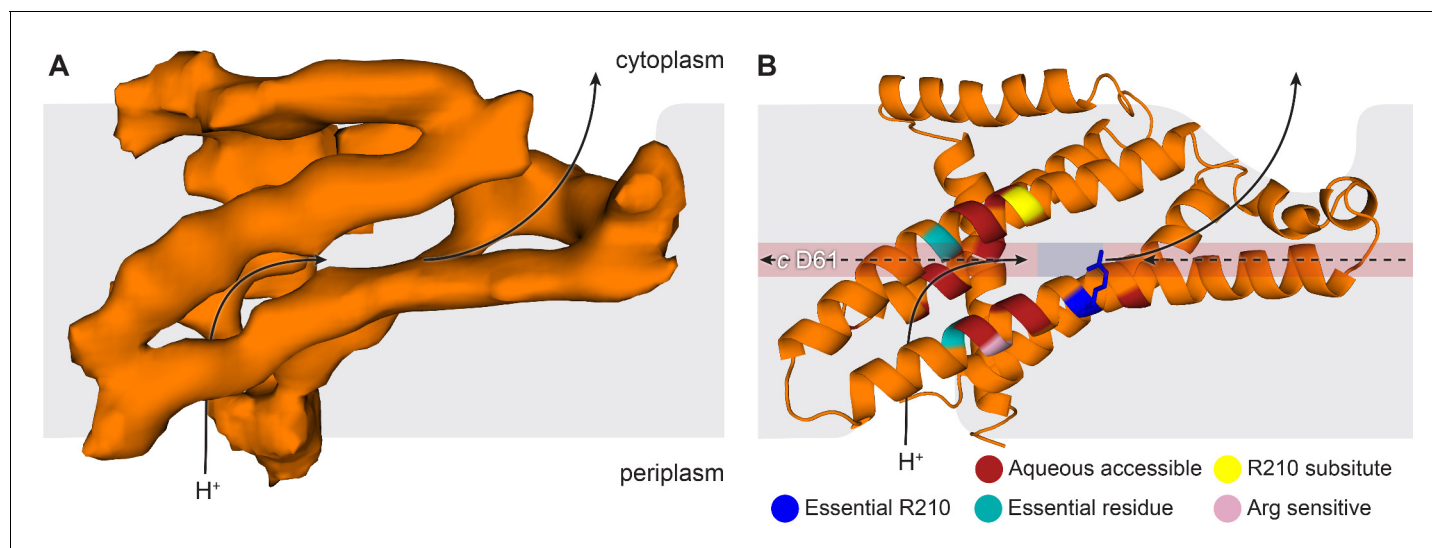 A
cytoplasm
H⁺
periplasm
B
c D61
H⁺
Aqueous accessible
R210 subsitute
Essential R210
Essential residue
Arg sensitive